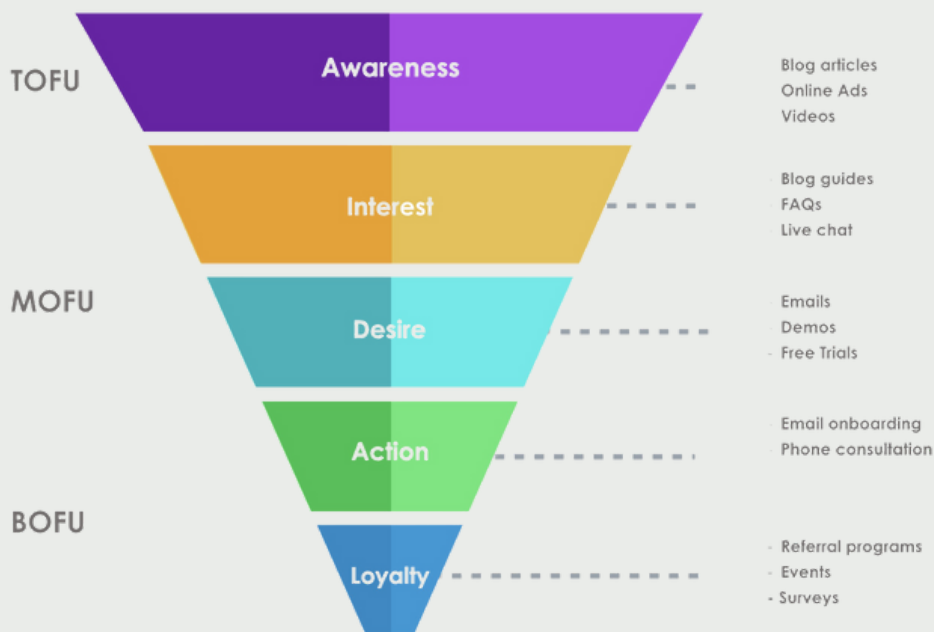 TOFU
Awareness
Blog articles
Online Ads
Videos
Interest
Blog guides
FAQs
Live chat
MOFU
Desire
Emails
Demos
- Free Trials
Action
Email onboarding
Phone consultation
BOFU
Loyalty
- Referral programs
- Events
- Surveys